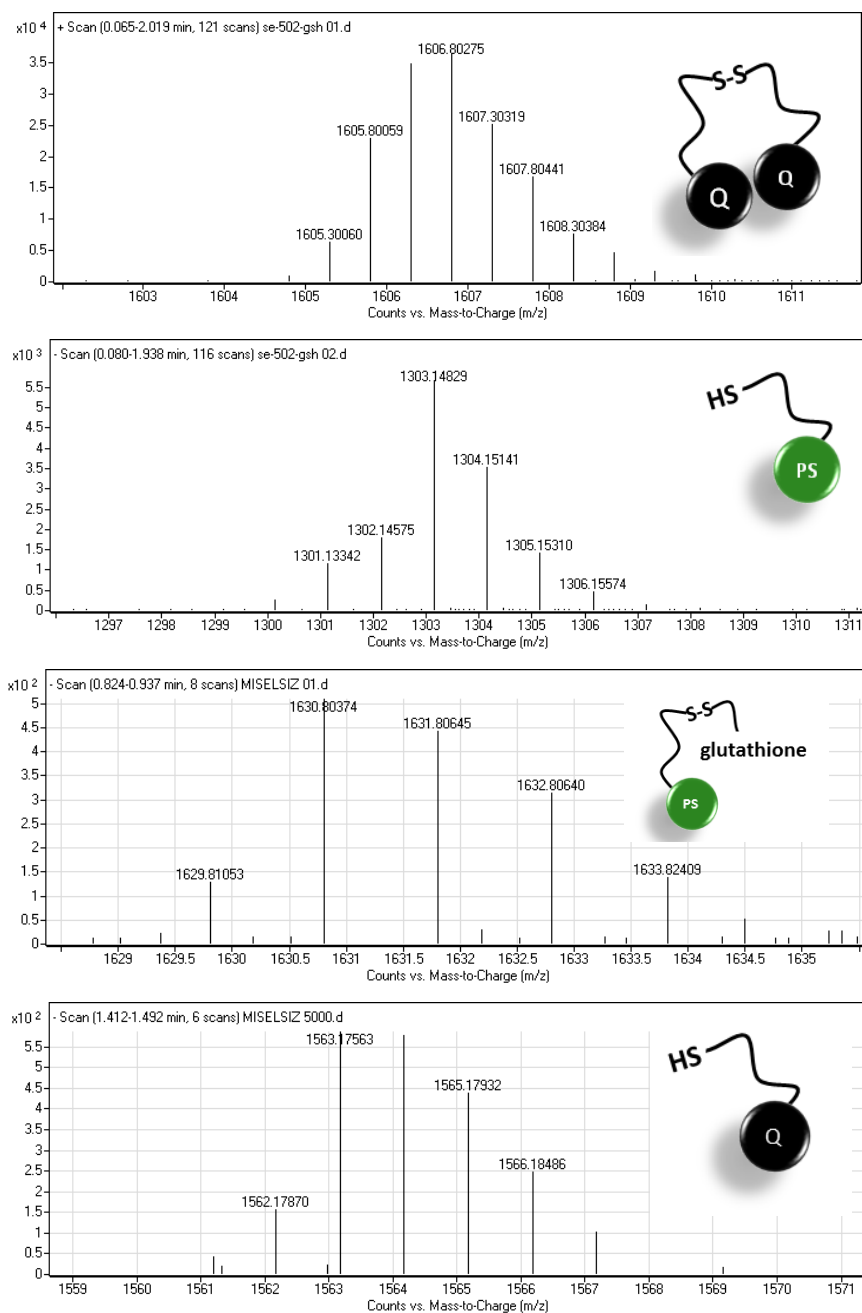 x10 4 + Scan (0.065-2.019 min, 121 scans) se-502-gsh 01.d
1606.80275
3.5
3
2.5
1607.30319
1605.80059
2
1607.80441
1.5
1
1608.30384
1605.30060
0.5
0
S-S
Q Q
1603 1604 1605 1606 1607 1608 1609 1610 1611
Counts vs. Mass-to-Charge (m/z)
x10 3 - Scan (0.080-1.938 min, 116 scans) se-502-gsh 02.d
1303.14829
5.5
5
4.5
4
1304.15141
3.5
3
2.5
2
1302.14575
1.5
1301.13342
1305.15310
1
1306.15574
0.5
0
HS
PS
1297 1298 1299 1300 1301 1302 1303 1304 1305 1306 1307 1308 1309 1310 1311
Counts vs. Mass-to-Charge (m/z)
x10 2 - Scan (0.824-0.937 min, 8 scans) MISELSIZ 01.d
1630.80374
5
1631.80645
4
1632.80640
3
2
1633.82409
1629.81053
1
0
S-S
glutathione
PS
1629 1629.5 1630 1630.5 1631 1631.5 1632 1632.5 1633 1633.5 1634 1634.5 1635
Counts vs. Mass-to-Charge (m/z)
x10 2 - Scan (1.412-1.492 min, 6 scans) MISELSIZ 5000.d
1563.17563
5.5
5
4.5
1565.17932
4
3.5
3
2.5
1566.18486
2
1562.17870
1.5
1
0.5
0
HS
Q
1559 1560 1561 1562 1563 1564 1565 1566 1567 1568 1569 1570 1571
Counts vs. Mass-to-Charge (m/z)